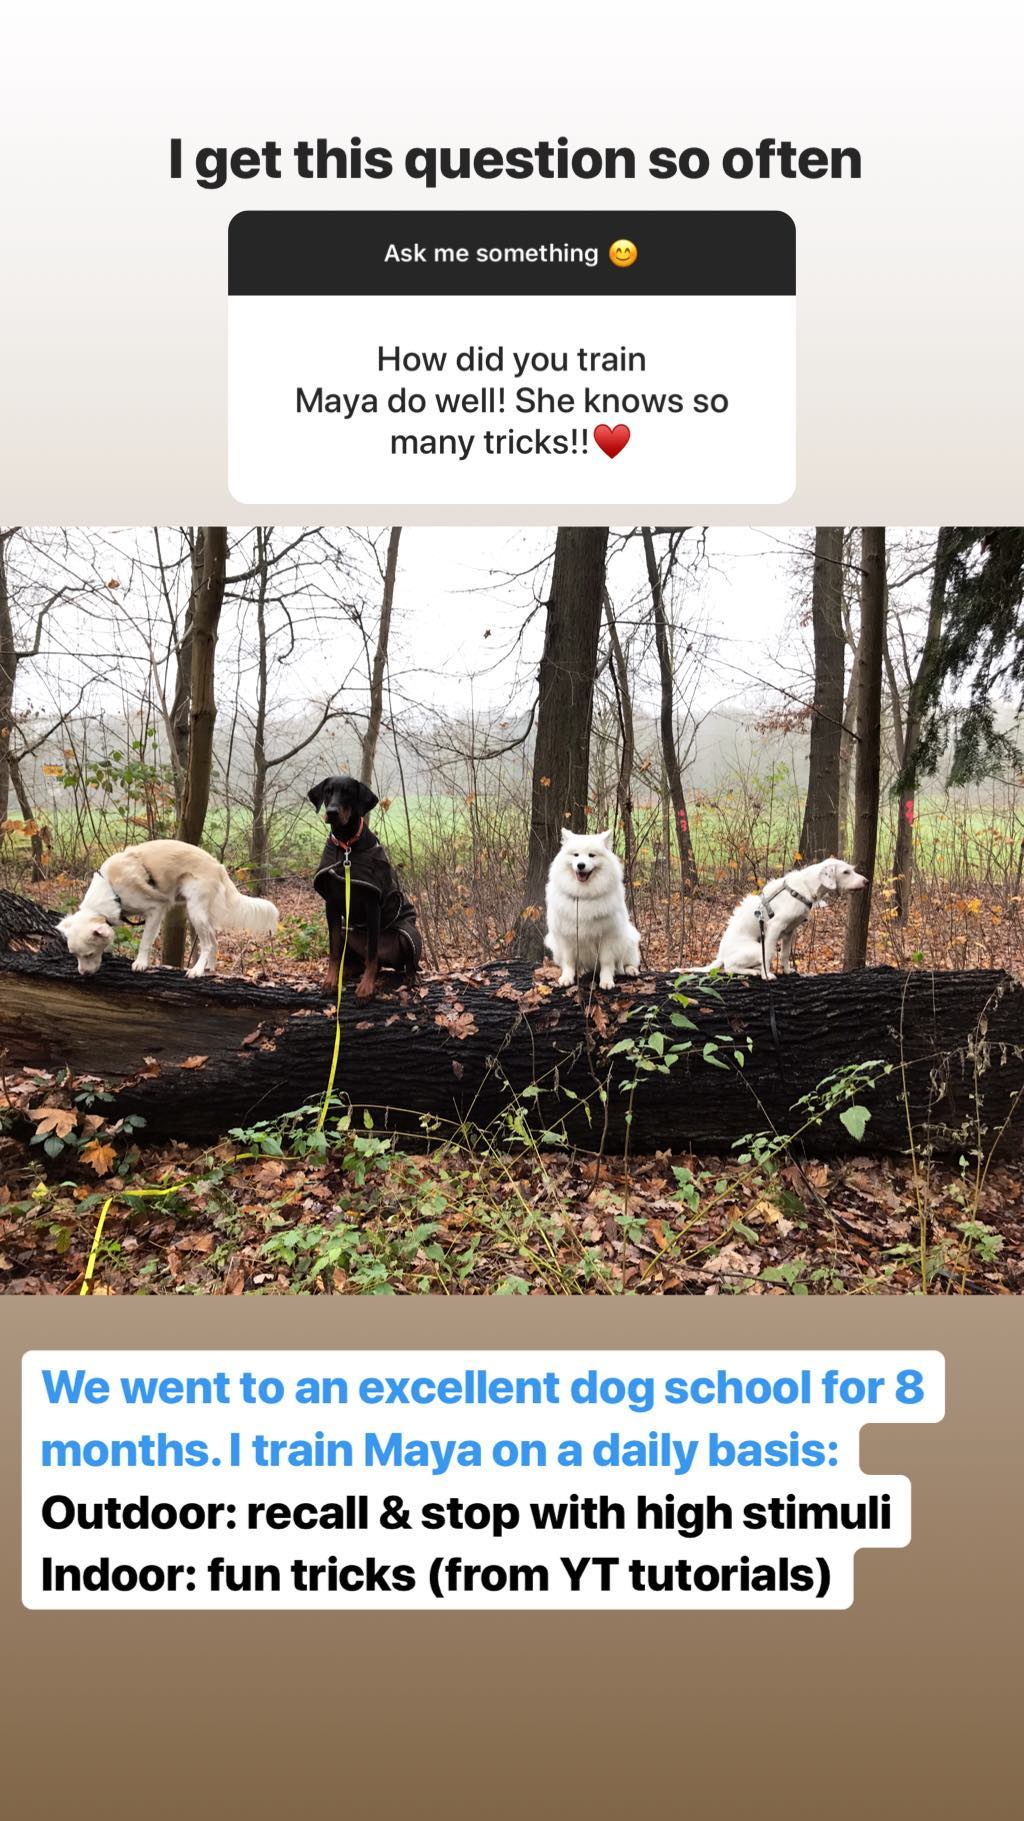 I get this question so often
Ask me something 😊
How did you train
Maya do well! She knows so
many tricks!!♥️
We went to an excellent dog school for 8
months. I train Maya on a daily basis:
Outdoor: recall & stop with high stimuli
Indoor: fun tricks (from YT tutorials)